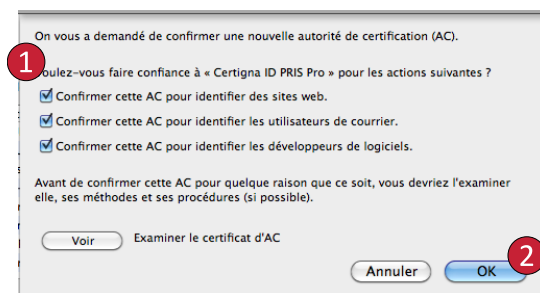 On vous a demandé de confirmer une nouvelle autorité de certification (AC).
1
oulez-vous faire confiance à « Certigna ID PRIS Pro » pour les actions suivantes ?
Confirmer cette AC pour identifier des sites web.
Confirmer cette AC pour identifier les utilisateurs de courrier.
Confirmer cette AC pour identifier les développeurs de logiciels.
Avant de confirmer cette AC pour quelque raison que ce soit, vous devriez l'examiner
elle, ses méthodes et ses procédures (si possible).
Voir Examiner le certificat d'AC
2
Annuler OK